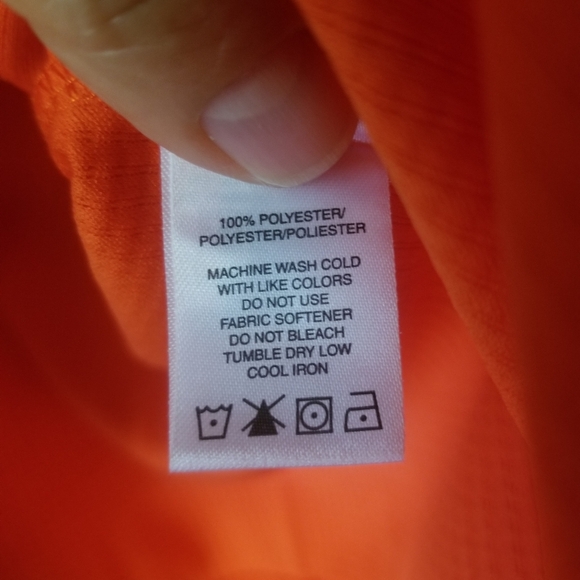 100% POLYESTER/
POLYESTER/POLIESTER
MACHINE WASH COLD
WITH LIKE COLORS
DO NOT USE
FABRIC SOFTENER
DO NOT BLEACH
TUMBLE DRY LOW
COOL IRON